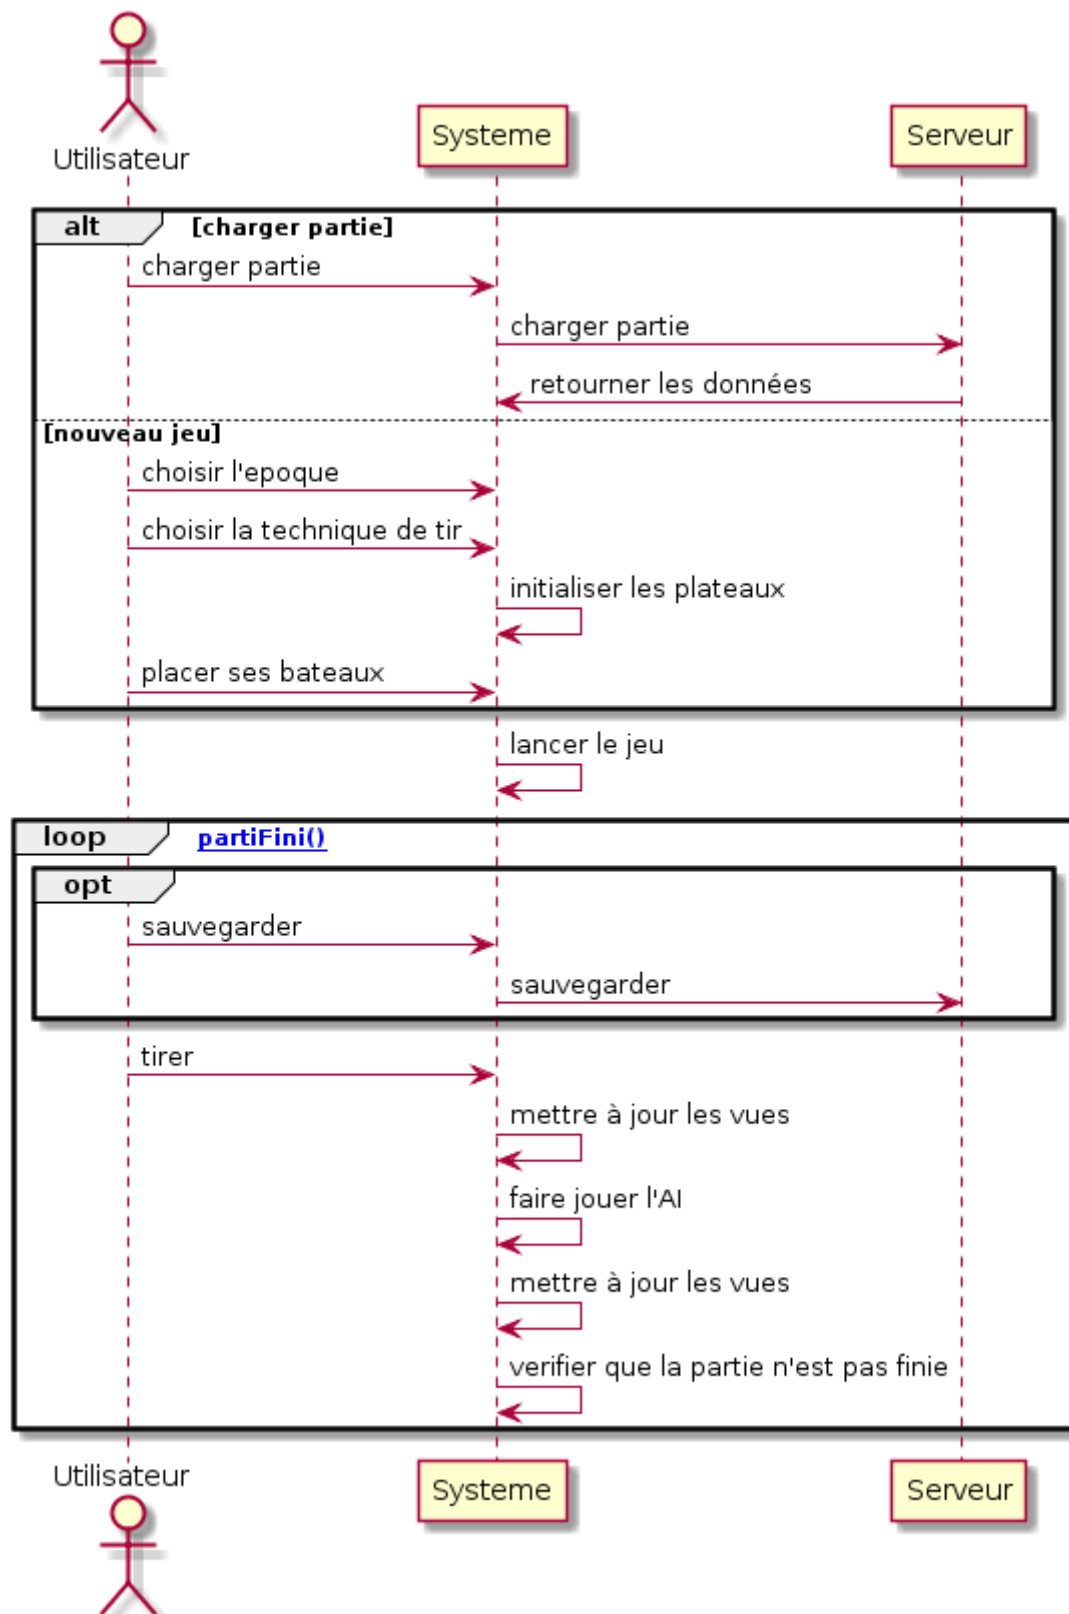 Utilisateur
Systeme
Serveur
alt [charger partie]
charger partie
charger partie
retourner les données
[nouveau jeu]
choisir l'epoque
choisir la technique de tir
initialiser les plateaux
placer ses bateaux
lancer le jeu
loop partiFini()
opt
sauvegarder
sauvegarder
tirer
mettre à jour les vues
faire jouer l'AI
mettre à jour les vues
verifier que la partie n'est pas finie
Utilisateur
Systeme
Serveur